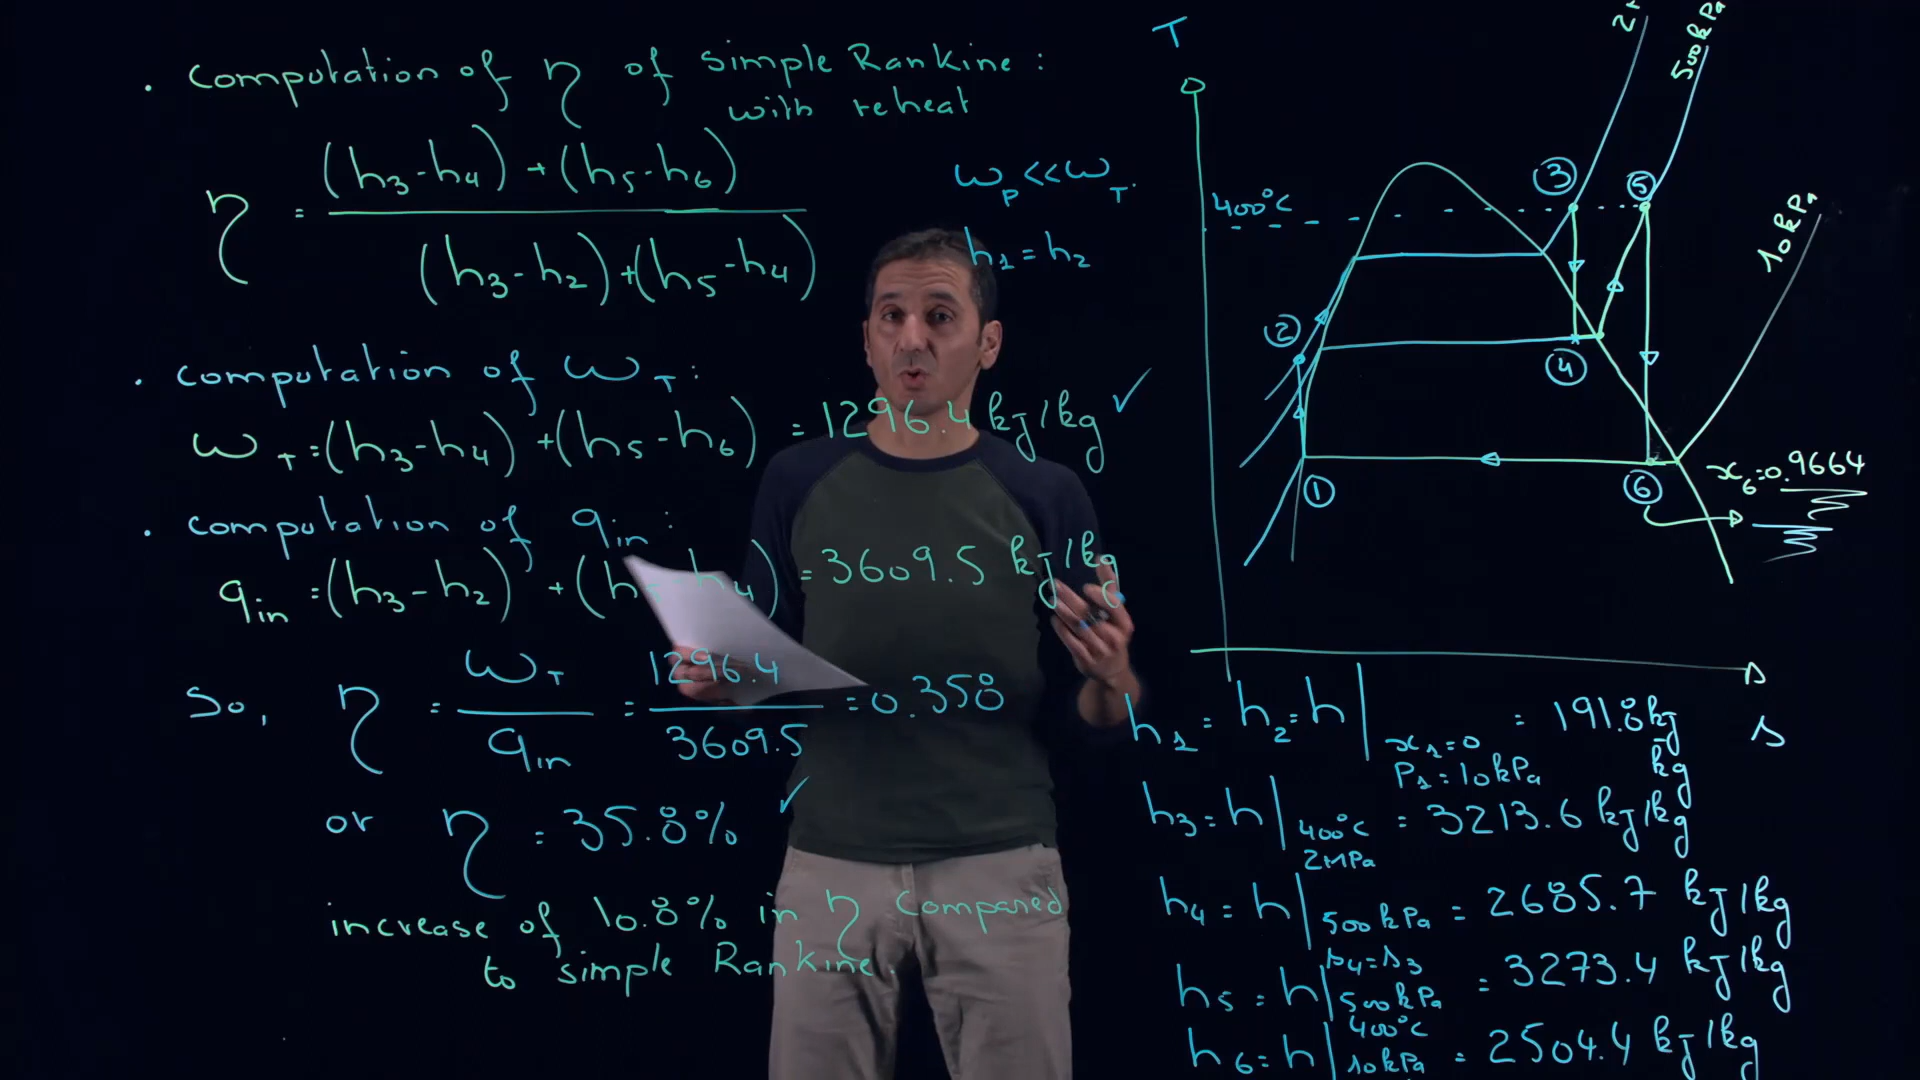 . Computation of η of simple Rankine :
with reheat
η = (h3-h4) + (h5-h6)
(h3-h2)+(h5-h4)
wP << wT.
h1 = h2
. Computation of wT :
wT = (h3-h4) + (h5-h6) = 1296.4 kJ/kg ✓
. Computation of qin :
qin = (h3-h2) + (h5-h4) = 3609.5 kJ/kg
So, η = wT = 1296.4 = 0.358
qin 3609.5
or η = 35.8% ✓
increase of 10.8% in η Compared
to simple Rankine.
T
500kPa
10kPa
400°C
3
5
2
4
1
6
x6=0.9664
s
h1 = h2 = h| x1=0 P1=10kPa = 191.8 kJ/kg
h3 = h| 400°C 2MPa = 3213.6 kJ/kg
h4 = h| 500kPa s4=s3 = 2685.7 kJ/kg
h5 = h| 500kPa 400°C = 3273.4 kJ/kg
h6 = h| 10kPa = 2504.4 kJ/kg